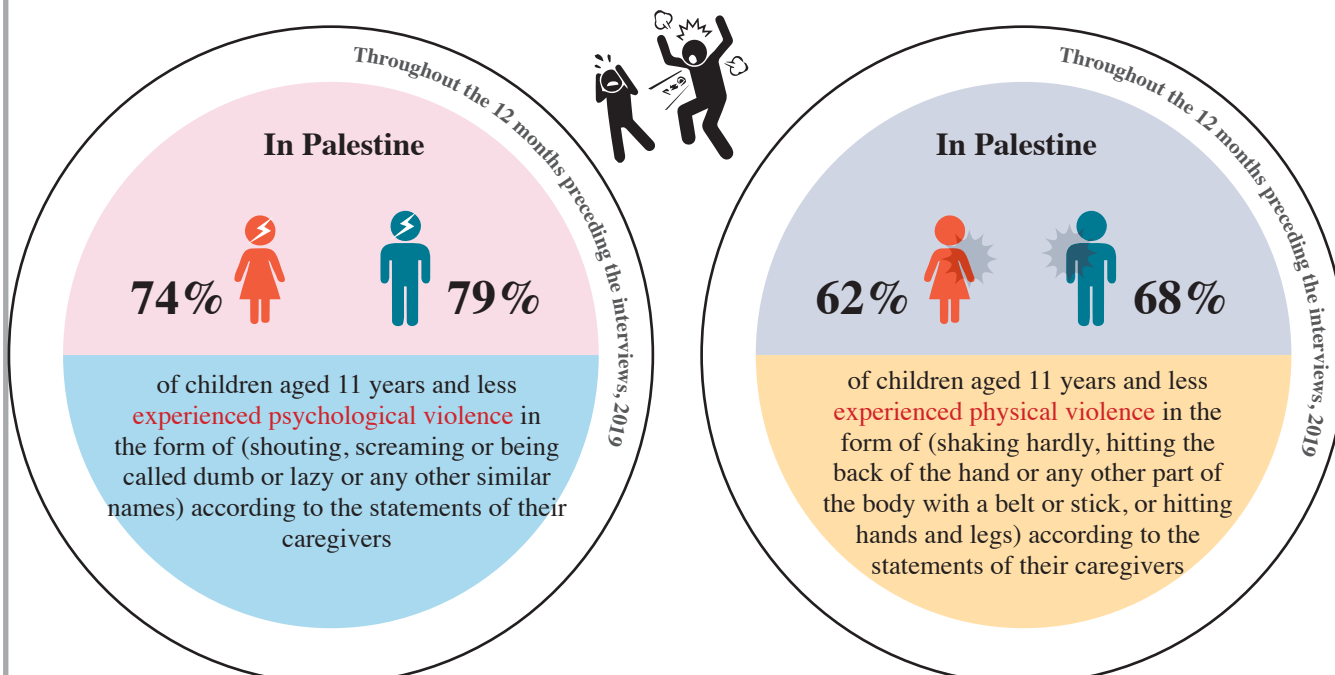 Throughout the 12 months preceding the interviews, 2019
In Palestine
74%
79%
of children aged 11 years and less
experienced psychological violence in
the form of (shouting, screaming or being
called dumb or lazy or any other similar
names) according to the statements of their
caregivers
Throughout the 12 months preceding the interviews, 2019
In Palestine
62%
68%
of children aged 11 years and less
experienced physical violence in the
form of (shaking hardly, hitting the
back of the hand or any other part of
the body with a belt or stick, or hitting
hands and legs) according to the
statements of their caregivers